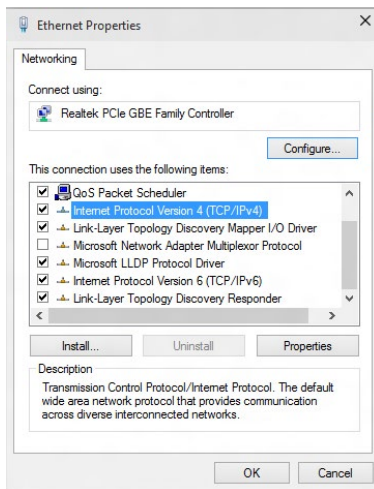 Ethernet Properties
Networking
Connect using:
Realtek PCIe GBE Family Controller
Configure...
This connection uses the following items:
QoS Packet Scheduler
Internet Protocol Version 4 (TCP/IPv4)
Link-Layer Topology Discovery Mapper I/O Driver
Microsoft Network Adapter Multiplexor Protocol
Microsoft LLDP Protocol Driver
Internet Protocol Version 6 (TCP/IPv6)
Link-Layer Topology Discovery Responder
Install...
Uninstall
Properties
Description
Transmission Control Protocol/Internet Protocol. The default
wide area network protocol that provides communication
across diverse interconnected networks.
OK
Cancel